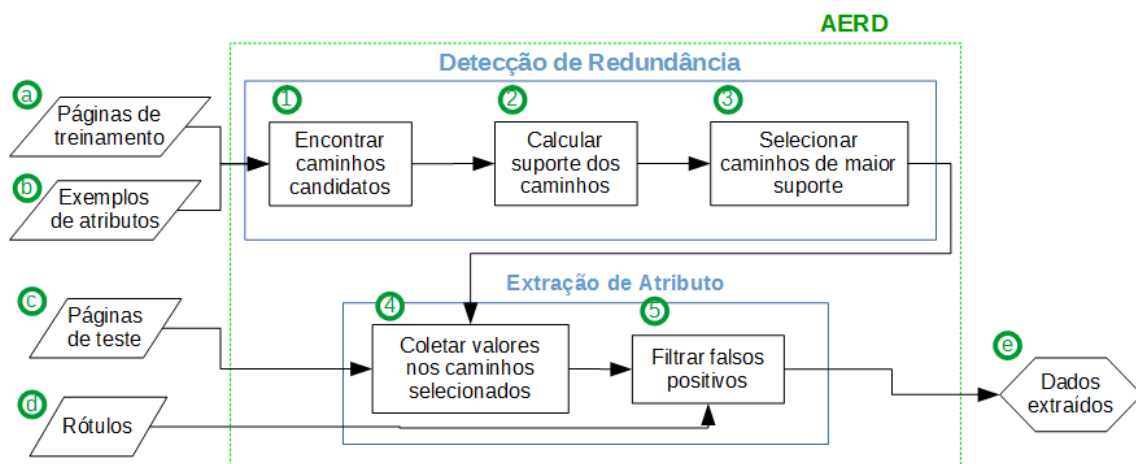 AERD
Detecção de Redundância
a
Páginas de
treinamento
b
Exemplos
de atributos
1
Encontrar
caminhos
candidatos
2
Calcular
suporte dos
caminhos
3
Selecionar
caminhos de maior
suporte
Extração de Atributo
c
Páginas
de teste
d
Rótulos
4
Coletar valores
nos caminhos
selecionados
5
Filtrar falsos
positivos
e
Dados
extraídos